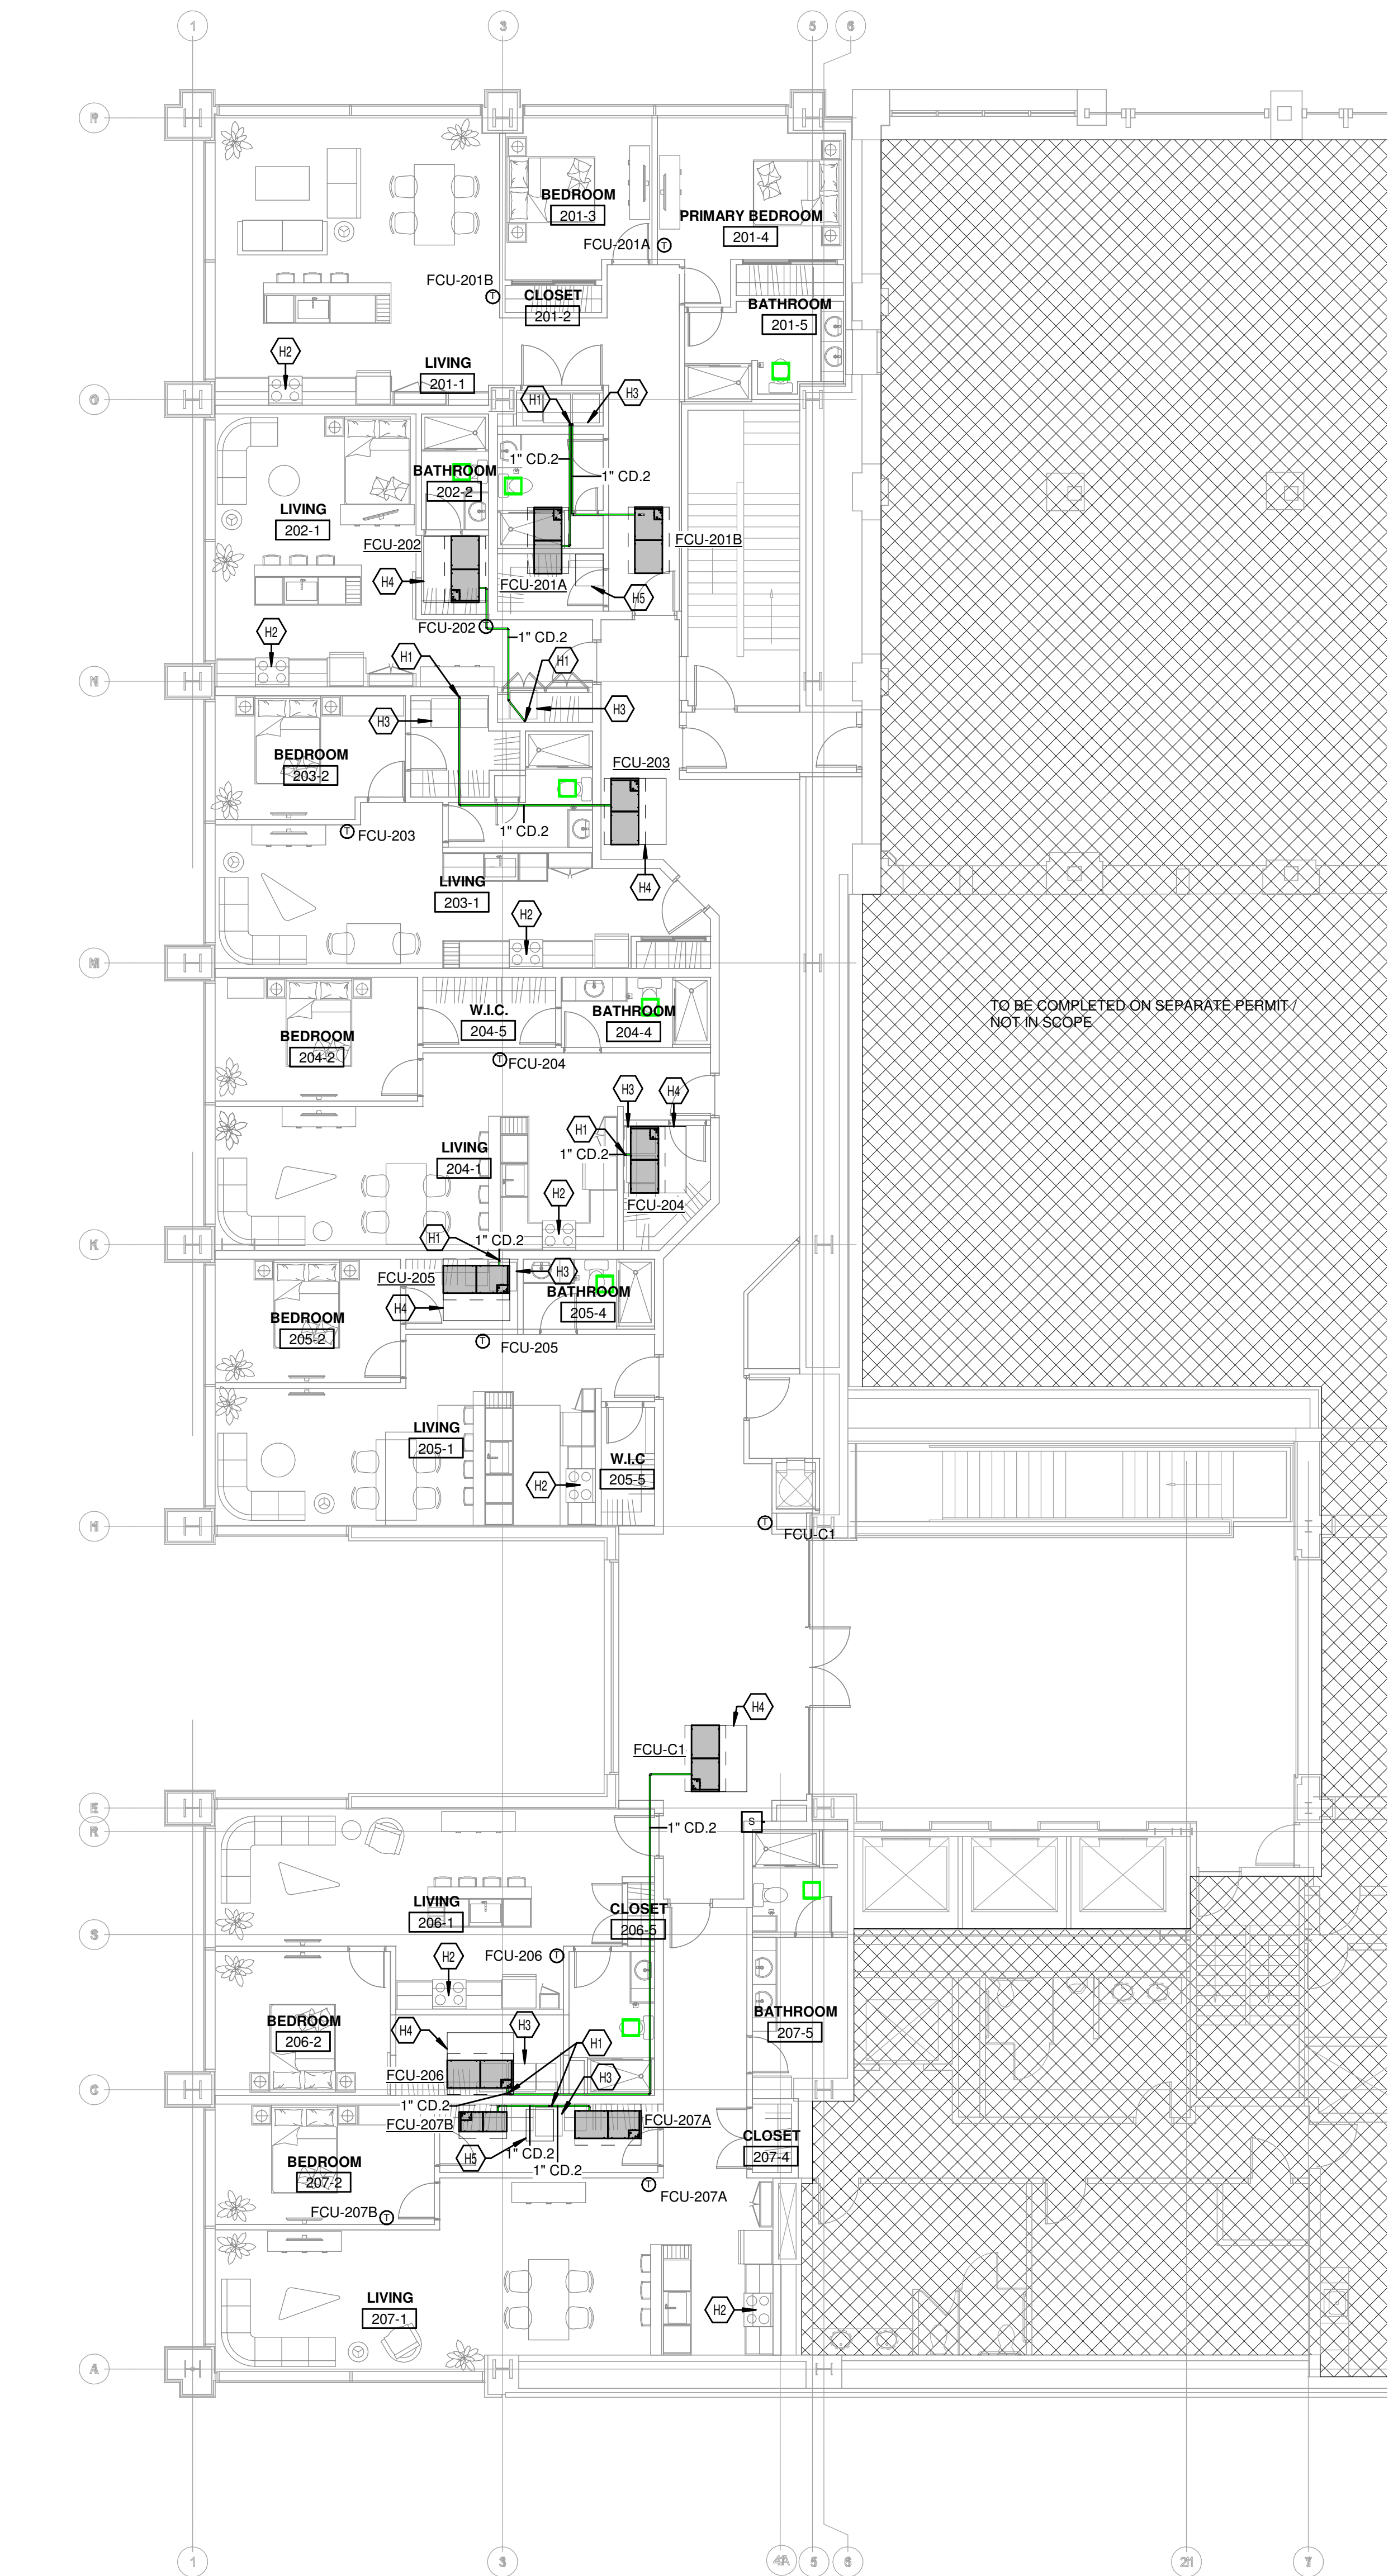 1
3
5
6
P
BEDROOM
201-3
PRIMARY BEDROOM
201-4
FCU-201A
T
FCU-201B
T
CLOSET
201-2
BATHROOM
201-5
H2
LIVING
201-1
H1
H3
O
1" CD.2
BATHROOM
202-2
1" CD.2
LIVING
202-1
FCU-202
FCU-201B
H4
FCU-201A
H5
FCU-202
T
1" CD.2
H2
H1
H1
N
H3
H3
BEDROOM
203-2
FCU-203
T
FCU-203
1" CD.2
LIVING
203-1
H4
H2
M
W.I.C.
204-5
BATHROOM
204-4
TO BE COMPLETED ON SEPARATE PERMIT /
NOT IN SCOPE
BEDROOM
204-2
T
FCU-204
H3
H4
H1
LIVING
204-1
1" CD.2
H2
FCU-204
H1
1" CD.2
K
FCU-205
H3
BATHROOM
205-4
H4
BEDROOM
205-2
T
FCU-205
LIVING
205-1
W.I.C
205-5
H2
H
T
FCU-C1
H4
FCU-C1
E
R
S
1" CD.2
LIVING
206-1
CLOSET
206-5
S
H2
FCU-206
T
BEDROOM
206-2
H4
H3
H1
BATHROOM
207-5
FCU-206
H3
G
1" CD.2
FCU-207B
FCU-207A
H5
1" CD.2
1" CD.2
CLOSET
207-4
BEDROOM
207-2
FCU-207A
T
FCU-207B
T
LIVING
207-1
H2
A
1
3
5
6